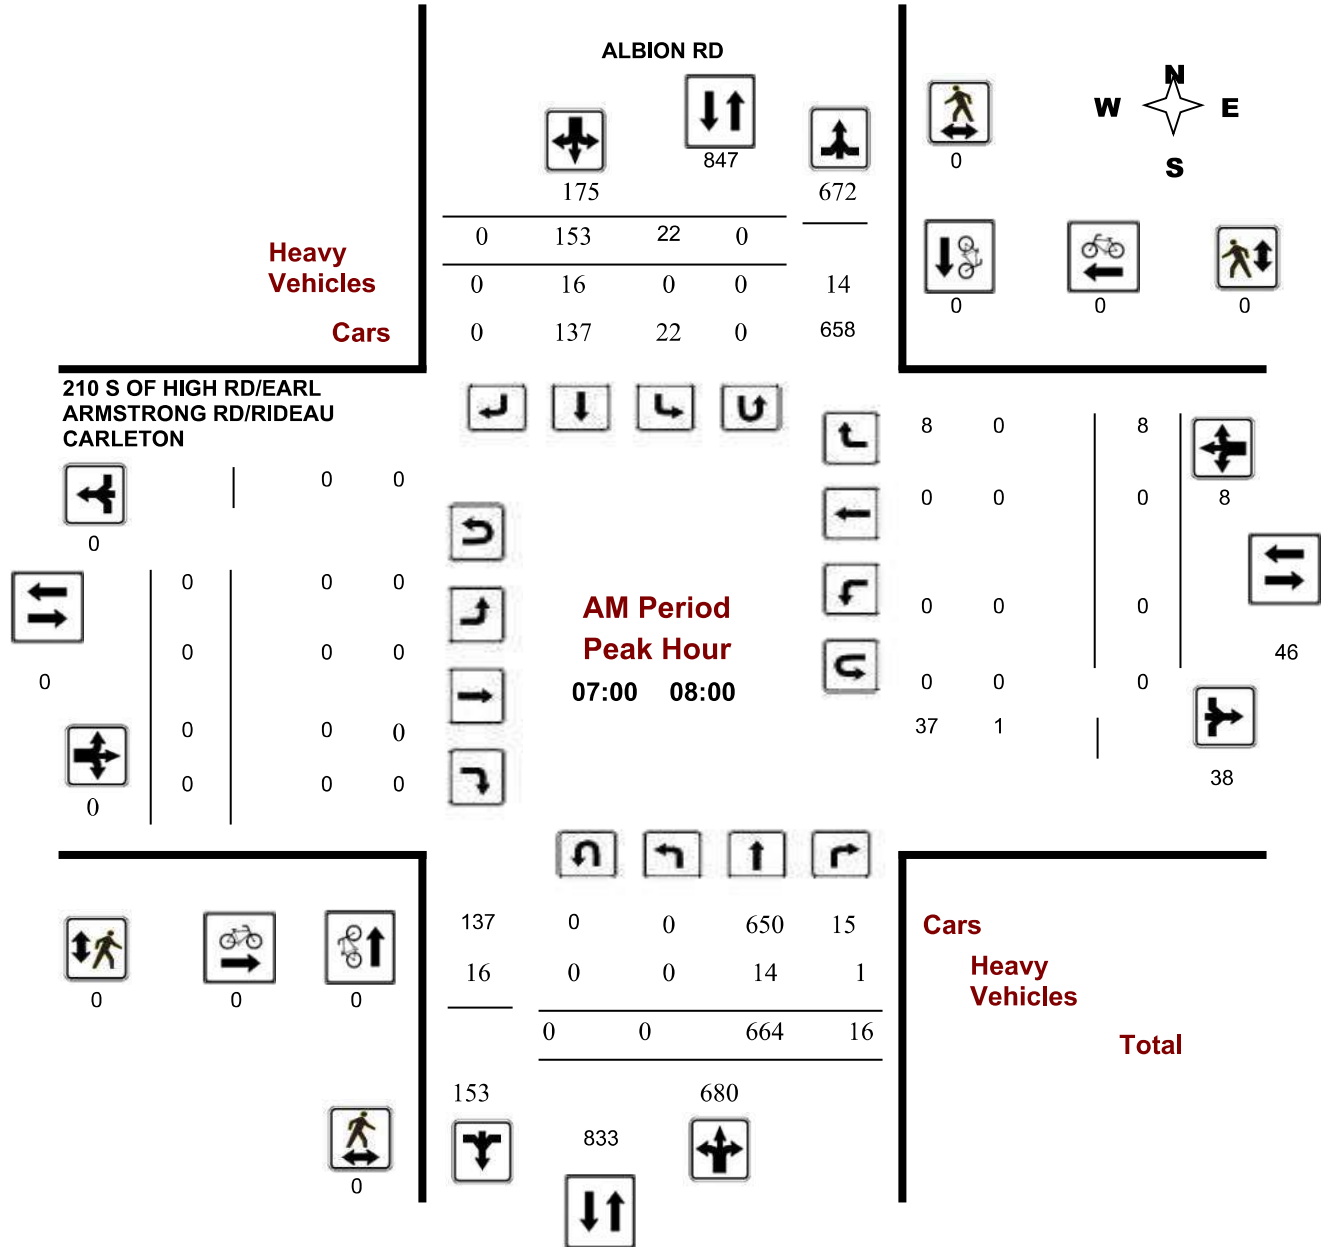 ALBION RD
N
W E
S
847
0
175
672
0 153 22 0
Heavy
Vehicles
0 16 0 0 14
0 0 0
Cars
0 137 22 0 658
210 S OF HIGH RD/EARL
ARMSTRONG RD/RIDEAU
CARLETON
8 0 8
0 0
0 0 0
8
0
0 0 0
AM Period
0 0 0
Peak Hour
0 0 0
46
0
07:00 08:00
0 0 0
0 0 0
37 1
38
0 0 0
0
137 0 0 650 15
Cars
16 0 0 14 1
Heavy
Vehicles
0 0 0
0 0 664 16
Total
153 680
833
0